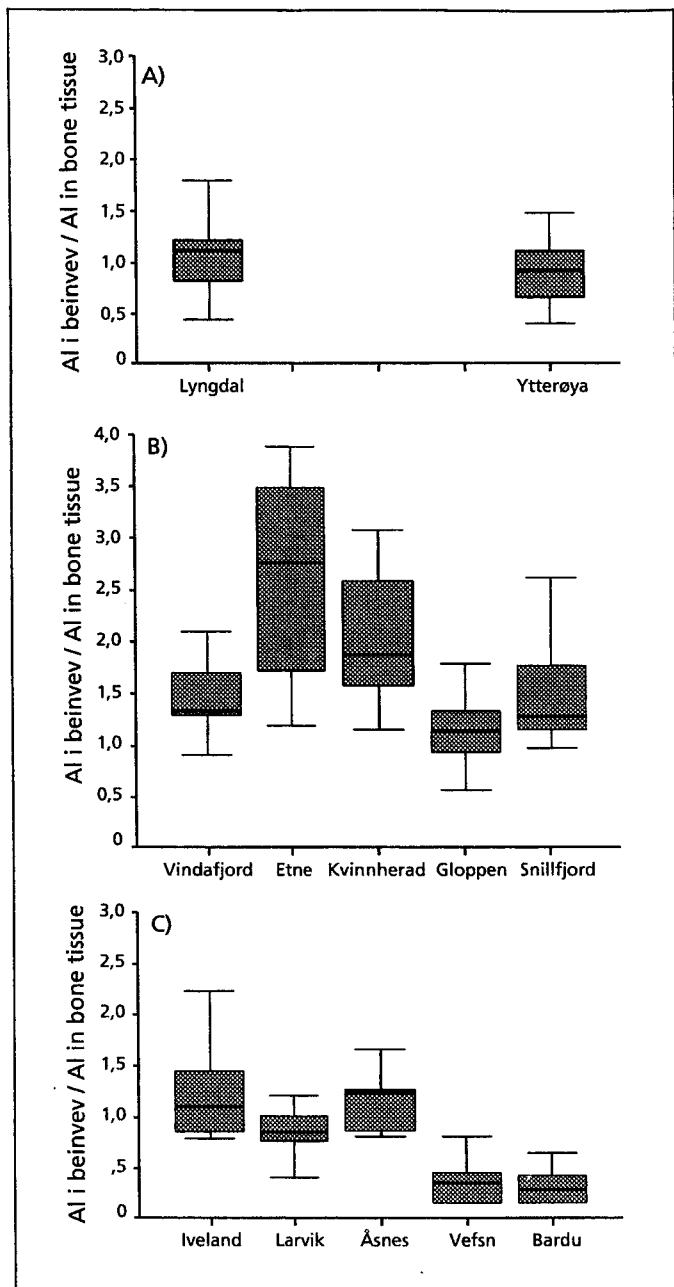 A)
Al i beinvev / Al in bone tissue
3,0
2,5
2,0
1,5
1,0
0,5
0
Lyngdal Ytterøya
B)
Al i beinvev / Al in bone tissue
4,0
3,5
3,0
2,5
2,0
1,5
1,0
0,5
0
Vindafjord Etne Kvinnherad Gloppen Snillfjord
C)
Al i beinvev / Al in bone tissue
3,0
2,5
2,0
1,5
1,0
,5
0
Iveland Larvik Åsnes Vefsn Bardu